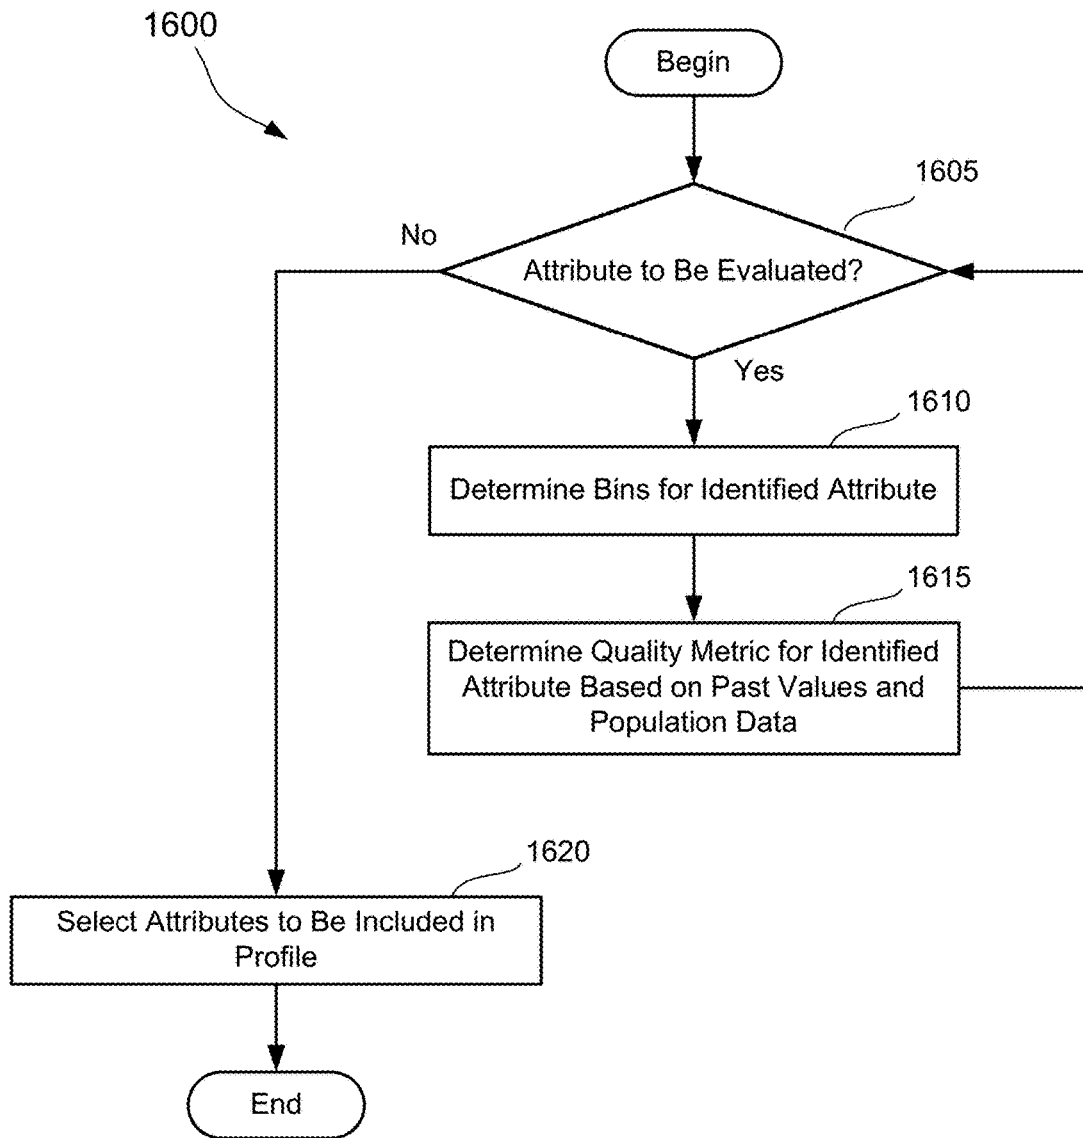 1600
Begin
1605
No
Attribute to Be Evaluated?
Yes
1610
Determine Bins for Identified Attribute
1615
Determine Quality Metric for Identified
Attribute Based on Past Values and
Population Data
1620
Select Attributes to Be Included in
Profile
End